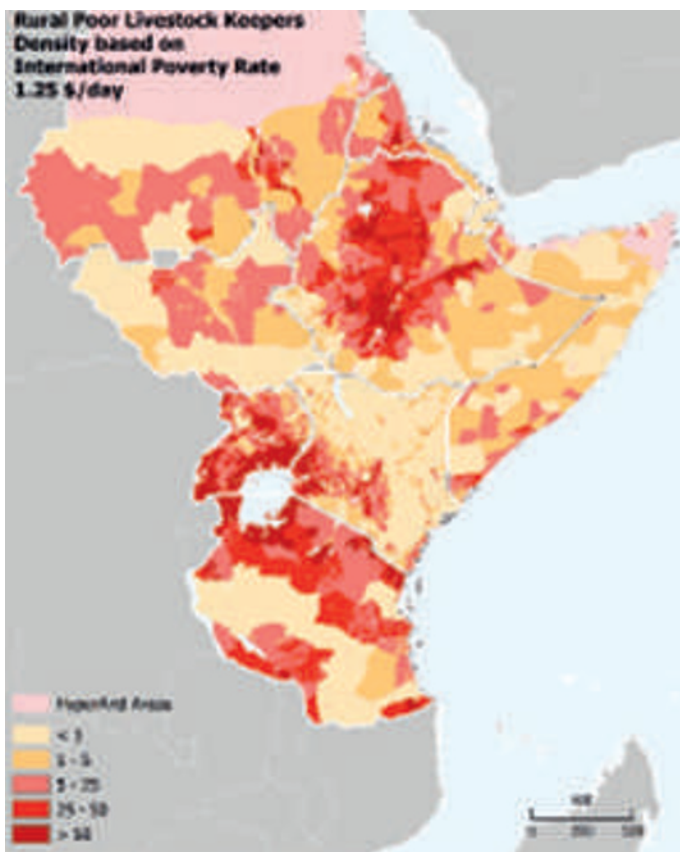 Rural Poor Livestock Keepers
Density based on
International Poverty Rate
1.25 $/day
HyperArid Areas
< 1
1 - 5
5 - 25
25 - 50
> 50